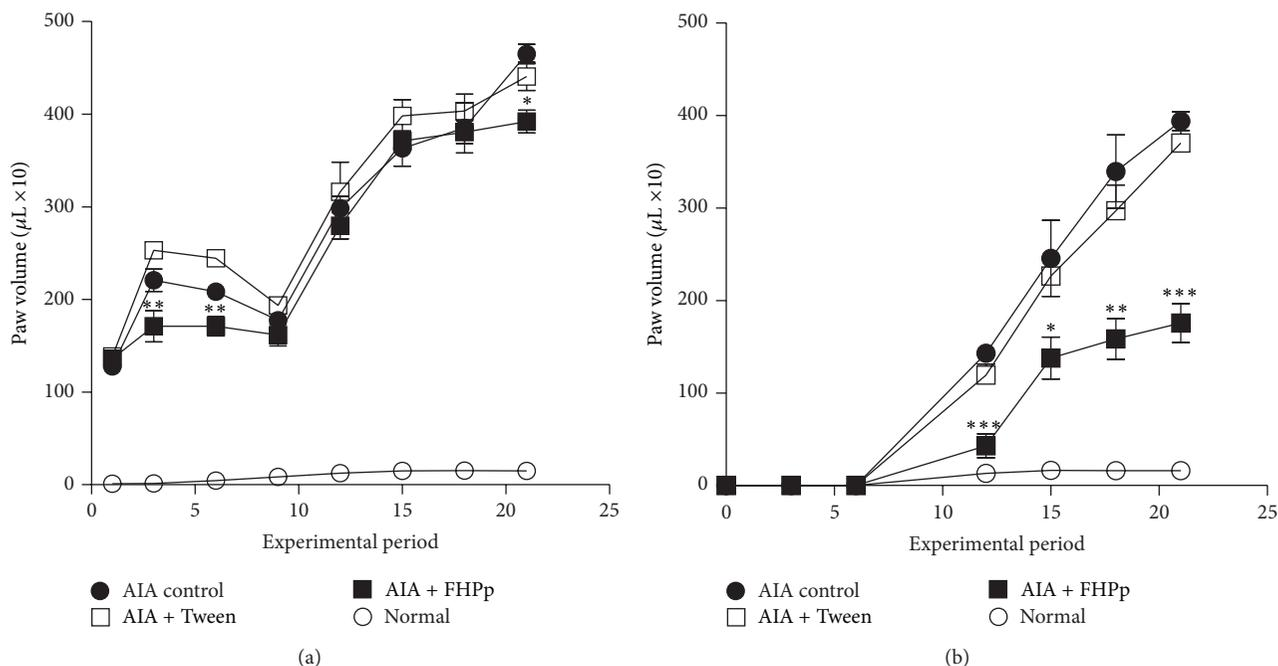 500
400
300
200
100
0
Paw volume (μL ×10)
**
**
*
0 5 10 15 20 25
Experimental period
AIA control
AIA + Tween
AIA + FHPp
Normal
(a)
500
400
300
200
100
0
Paw volume (μL ×10)
***
*
**
***
0 5 10 15 20 25
Experimental period
AIA control
AIA + Tween
AIA + FHPp
Normal
(b)